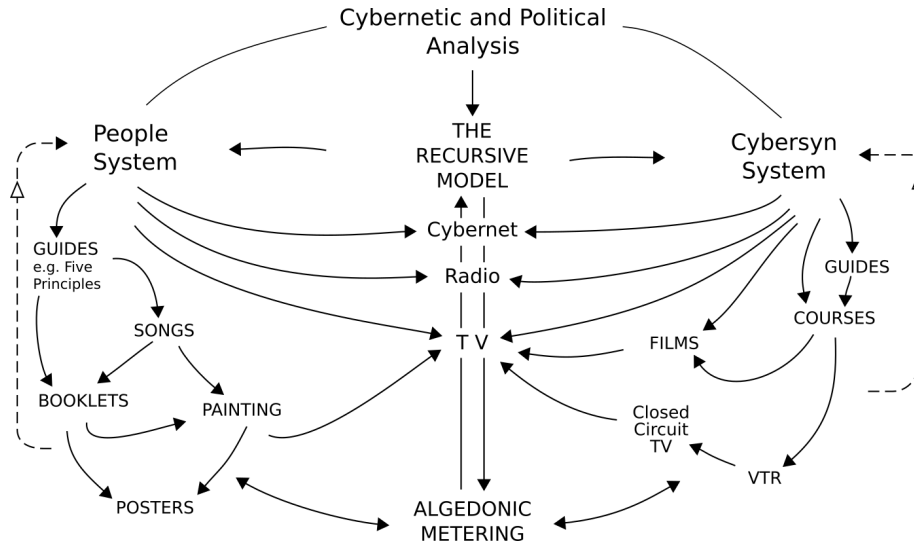 Cybernetic and Political
Analysis
People
System
THE
RECURSIVE
MODEL
Cybersyn
System
Cybernet
GUIDES
e.g. Five
Principles
Radio
GUIDES
SONGS
COURSES
T V
FILMS
BOOKLETS
PAINTING
Closed
Circuit
TV
VTR
POSTERS
ALGEDONIC
METERING